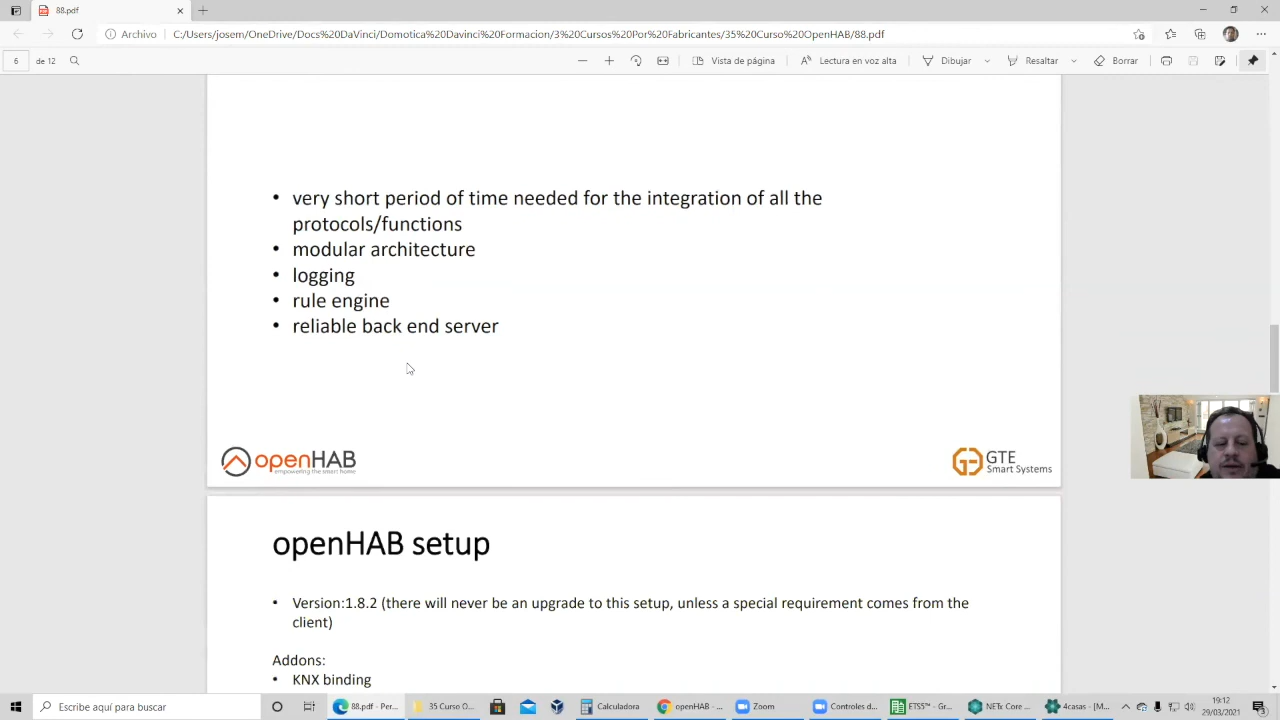 88.pdf
Archivo
C:/Users/josem/OneDrive/Docs%20DaVinci/Domotica%20Davinci/Formacion/3%20Cursos%20Por%20Fabricantes/35%20Curso%20OpenHAB/88.pdf
6 de 12
Vista de página
Lectura en voz alta
Dibujar
Resaltar
Borrar
• very short period of time needed for the integration of all the
protocols/functions
• modular architecture
• logging
• rule engine
• reliable back end server
openHAB
empowering the smart home
GTE
Smart Systems
openHAB setup
• Version:1.8.2 (there will never be an upgrade to this setup, unless a special requirement comes from the
client)
Addons:
• KNX binding
Escribe aquí para buscar
88.pdf - Per...
35 Curso O...
Calculadora
openHAB - ...
Zoom
Controles d...
ETS5™ - Gr...
NETx Core ...
4casas - [M...
19:12
29/03/2021